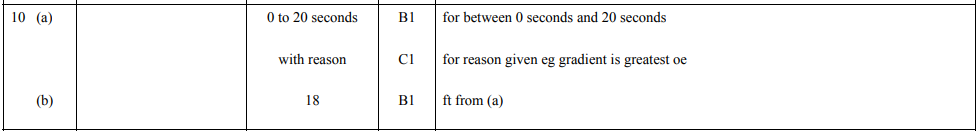 10 (a) 0 to 20 seconds B1 for between 0 seconds and 20 seconds
with reason C1 for reason given eg gradient is greatest oe
(b) 18 B1 ft from (a)